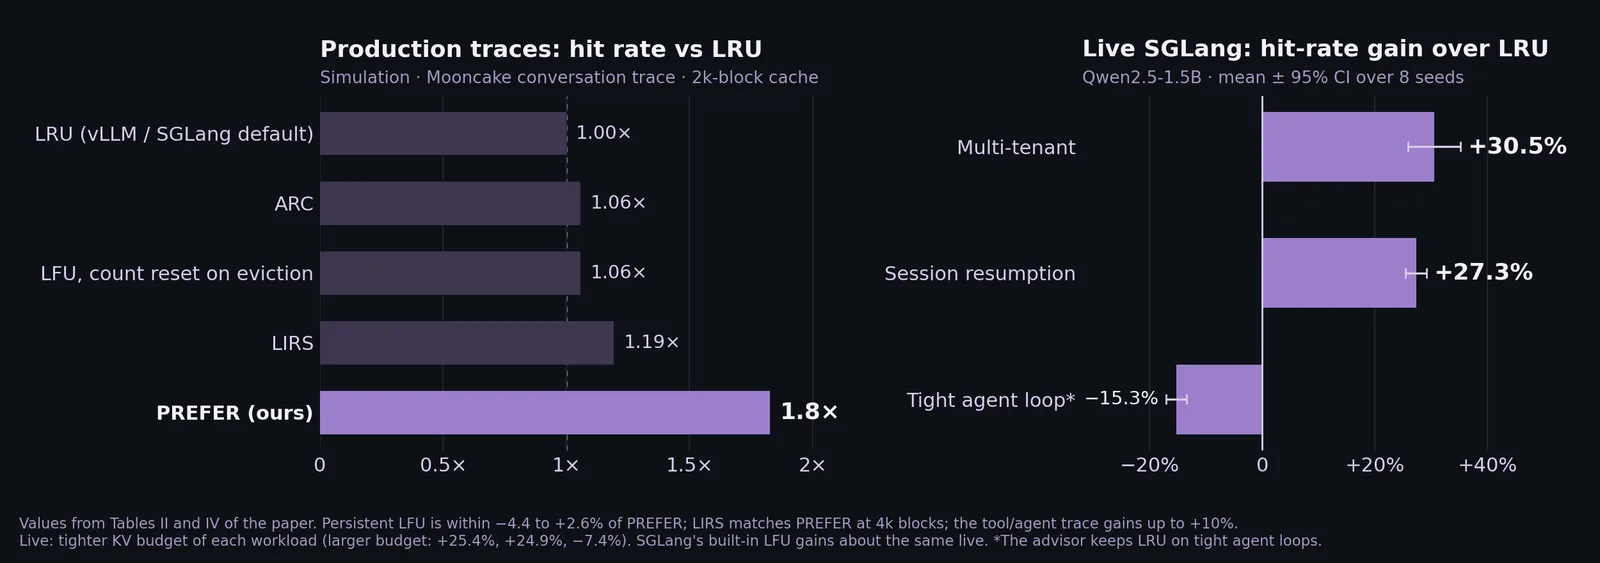 Production traces: hit rate vs LRU
Simulation · Mooncake conversation trace · 2k-block cache
LRU (vLLM / SGLang default)
1.00×
ARC
1.06×
LFU, count reset on eviction
1.06×
LIRS
1.19×
PREFER (ours)
1.8×
0
0.5×
1×
1.5×
2×
Live SGLang: hit-rate gain over LRU
Qwen2.5-1.5B · mean ± 95% CI over 8 seeds
Multi-tenant
+30.5%
Session resumption
+27.3%
Tight agent loop*
−15.3%
−20%
0
+20%
+40%
Values from Tables II and IV of the paper. Persistent LFU is within −4.4 to +2.6% of PREFER; LIRS matches PREFER at 4k blocks; the tool/agent trace gains up to +10%.
Live: tighter KV budget of each workload (larger budget: +25.4%, +24.9%, −7.4%). SGLang's built-in LFU gains about the same live. *The advisor keeps LRU on tight agent loops.